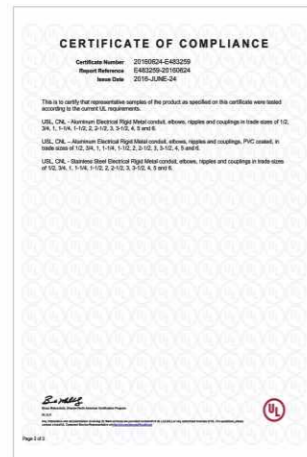 CERTIFICATE OF COMPLIANCE
Certificate Number 20160624-E483259
Report Reference E483259-20160624
Issue Date 2016-JUNE-24
This is to certify that representative samples of the product as specified on this certificate were tested
according to the current UL requirements.
USL, CNL - Aluminum Electrical Rigid Metal conduit, elbows, nipples and couplings in trade sizes of 1/2,
3/4, 1, 1-1/4, 1-1/2, 2, 2-1/2, 3, 3-1/2, 4, 5 and 6.
USL, CNL – Aluminum Electrical Rigid Metal conduit, elbows, nipples and couplings, PVC coated, in
trade sizes of 1/2, 3/4, 1, 1-1/4, 1-1/2, 2, 2-1/2, 3, 3-1/2, 4, 5 and 6.
USL, CNL - Stainless Steel Electrical Rigid Metal conduit, elbows, nipples and couplings in trade sizes
of 1/2, 3/4, 1, 1-1/4, 1-1/2, 2, 2-1/2, 3, 3-1/2, 4, 5 and 6.
UL
Page 2 of 2